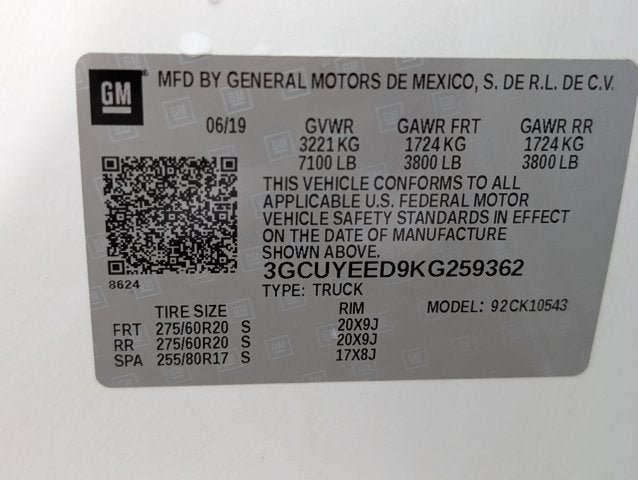 GM MFD BY GENERAL MOTORS DE MEXICO, S. DE R.L. DE C.V.
06/19 GVWR GAWR FRT GAWR RR
3221 KG 1724 KG 1724 KG
7100 LB 3800 LB 3800 LB
THIS VEHICLE CONFORMS TO ALL
APPLICABLE U.S. FEDERAL MOTOR
VEHICLE SAFETY STANDARDS IN EFFECT
ON THE DATE OF MANUFACTURE
SHOWN ABOVE.
3GCUYEED9KG259362
8624
TYPE: TRUCK
TIRE SIZE RIM MODEL: 92CK10543
FRT 275/60R20 S 20X9J
RR 275/60R20 S 20X9J
SPA 255/80R17 S 17X8J